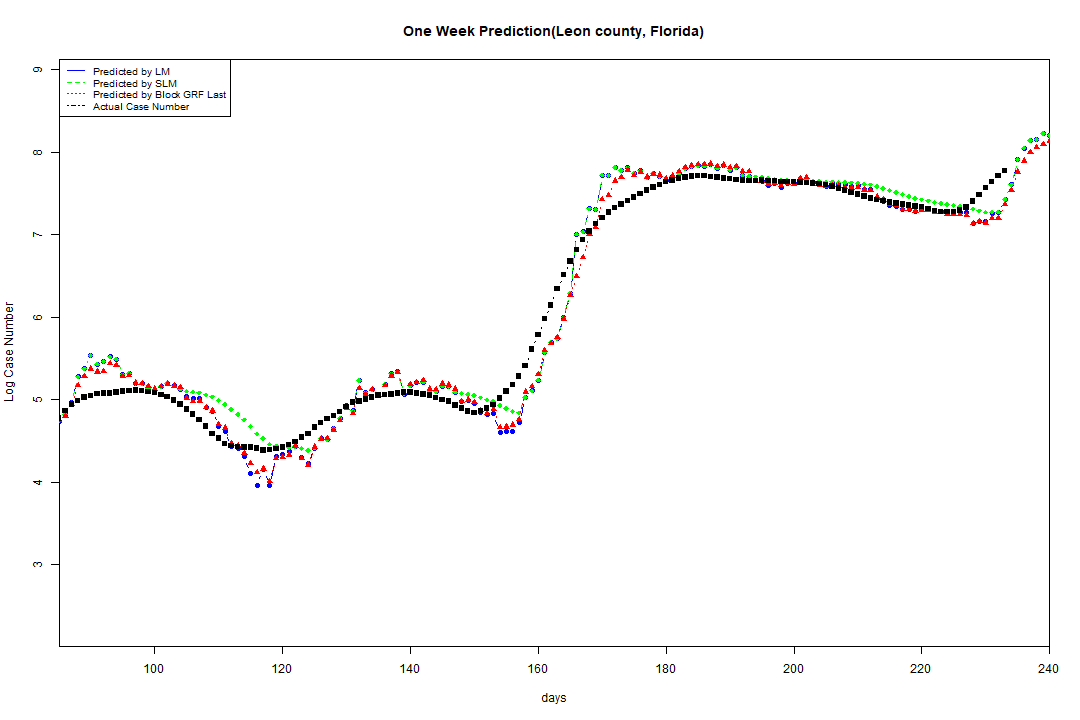 One Week Prediction(Leon county, Florida)
Predicted by LM
Predicted by SLM
Predicted by Block GRF Last
Actual Case Number
9
8
7
6
5
4
3
Log Case Number
100 120 140 160 180 200 220 240
days